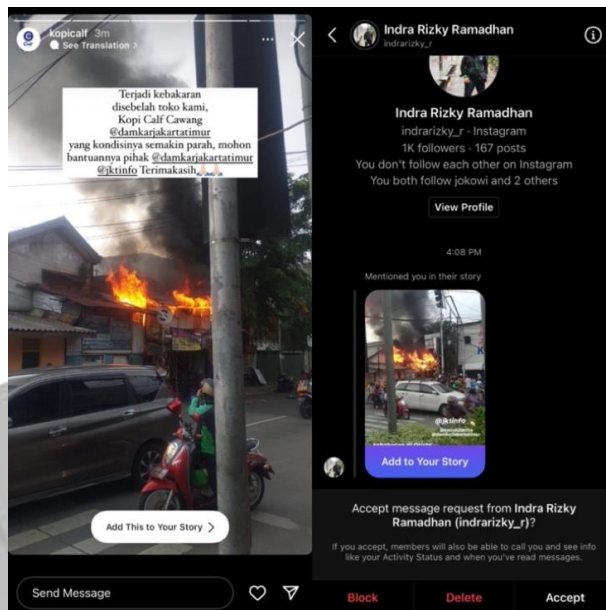 kopicalf 3m
See Translation >
Terjadi kebakaran
disebelah toko kami,
Kopi Calf Cawang
@damkarjakartatimur
yang kondisinya semakin parah, mohon
bantuannya pihak @damkarjakartatimur
@jktinfo Terimakasih🙏🙏
Add This to Your Story >
Send Message
Indra Rizky Ramadhan
indrarizky_r
Indra Rizky Ramadhan
indrarizky_r · Instagram
1K followers · 167 posts
You don't follow each other on Instagram
You both follow jokowi and 2 others
View Profile
4:08 PM
Mentioned you in their story
@jktinfo
Add to Your Story
Accept message request from Indra Rizky
Ramadhan (indrarizky_r)?
If you accept, members will also be able to call you and see info
like your Activity Status and when you've read messages.
Block
Delete
Accept